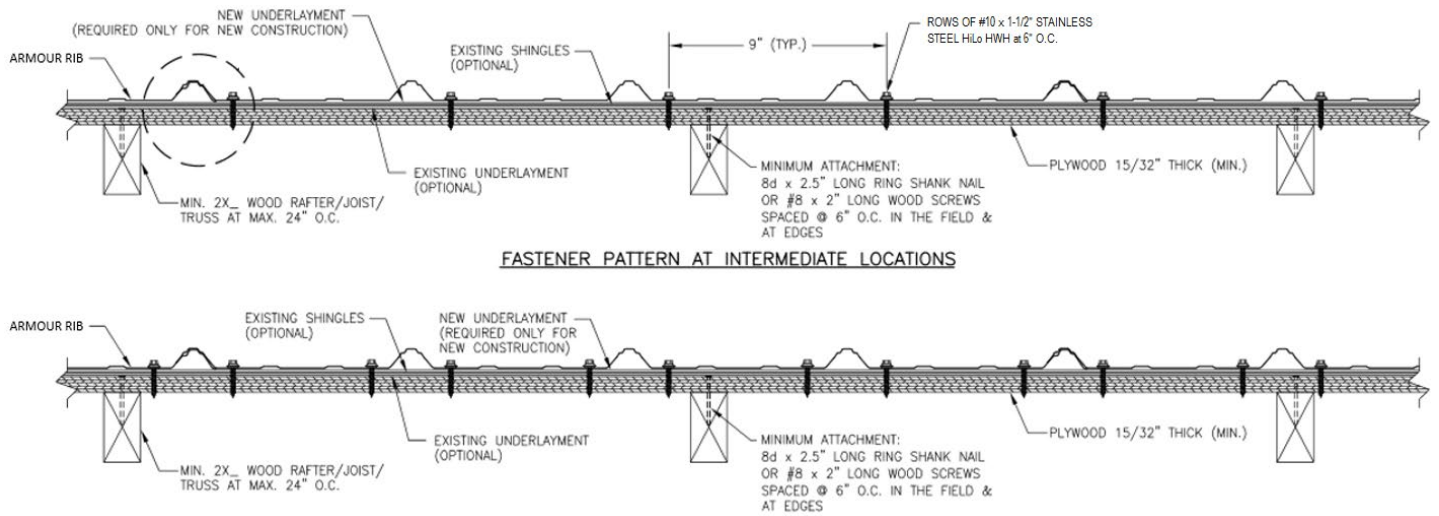 NEW UNDERLAYMENT
(REQUIRED ONLY FOR
NEW CONSTRUCTION)
ARMOUR RIB
EXISTING SHINGLES
(OPTIONAL)
9" (TYP.)
ROWS OF #10 x 1-1/2" STAINLESS
STEEL HiLo HWH at 6" O.C.
EXISTING UNDERLAYMENT
(OPTIONAL)
MIN. 2X_ WOOD RAFTER/JOIST/
TRUSS AT MAX. 24" O.C.
MINIMUM ATTACHMENT:
8d x 2.5" LONG RING SHANK NAIL
OR #8 x 2" LONG WOOD SCREWS
SPACED @ 6" O.C. IN THE FIELD &
AT EDGES
PLYWOOD 15/32" THICK (MIN.)
FASTENER PATTERN AT INTERMEDIATE LOCATIONS
ARMOUR RIB
EXISTING SHINGLES
(OPTIONAL)
NEW UNDERLAYMENT
(REQUIRED ONLY FOR
NEW CONSTRUCTION)
EXISTING UNDERLAYMENT
(OPTIONAL)
MIN. 2X_ WOOD RAFTER/JOIST/
TRUSS AT MAX. 24" O.C.
MINIMUM ATTACHMENT:
8d x 2.5" LONG RING SHANK NAIL
OR #8 x 2" LONG WOOD SCREWS
SPACED @ 6" O.C. IN THE FIELD &
AT EDGES
PLYWOOD 15/32" THICK (MIN.)